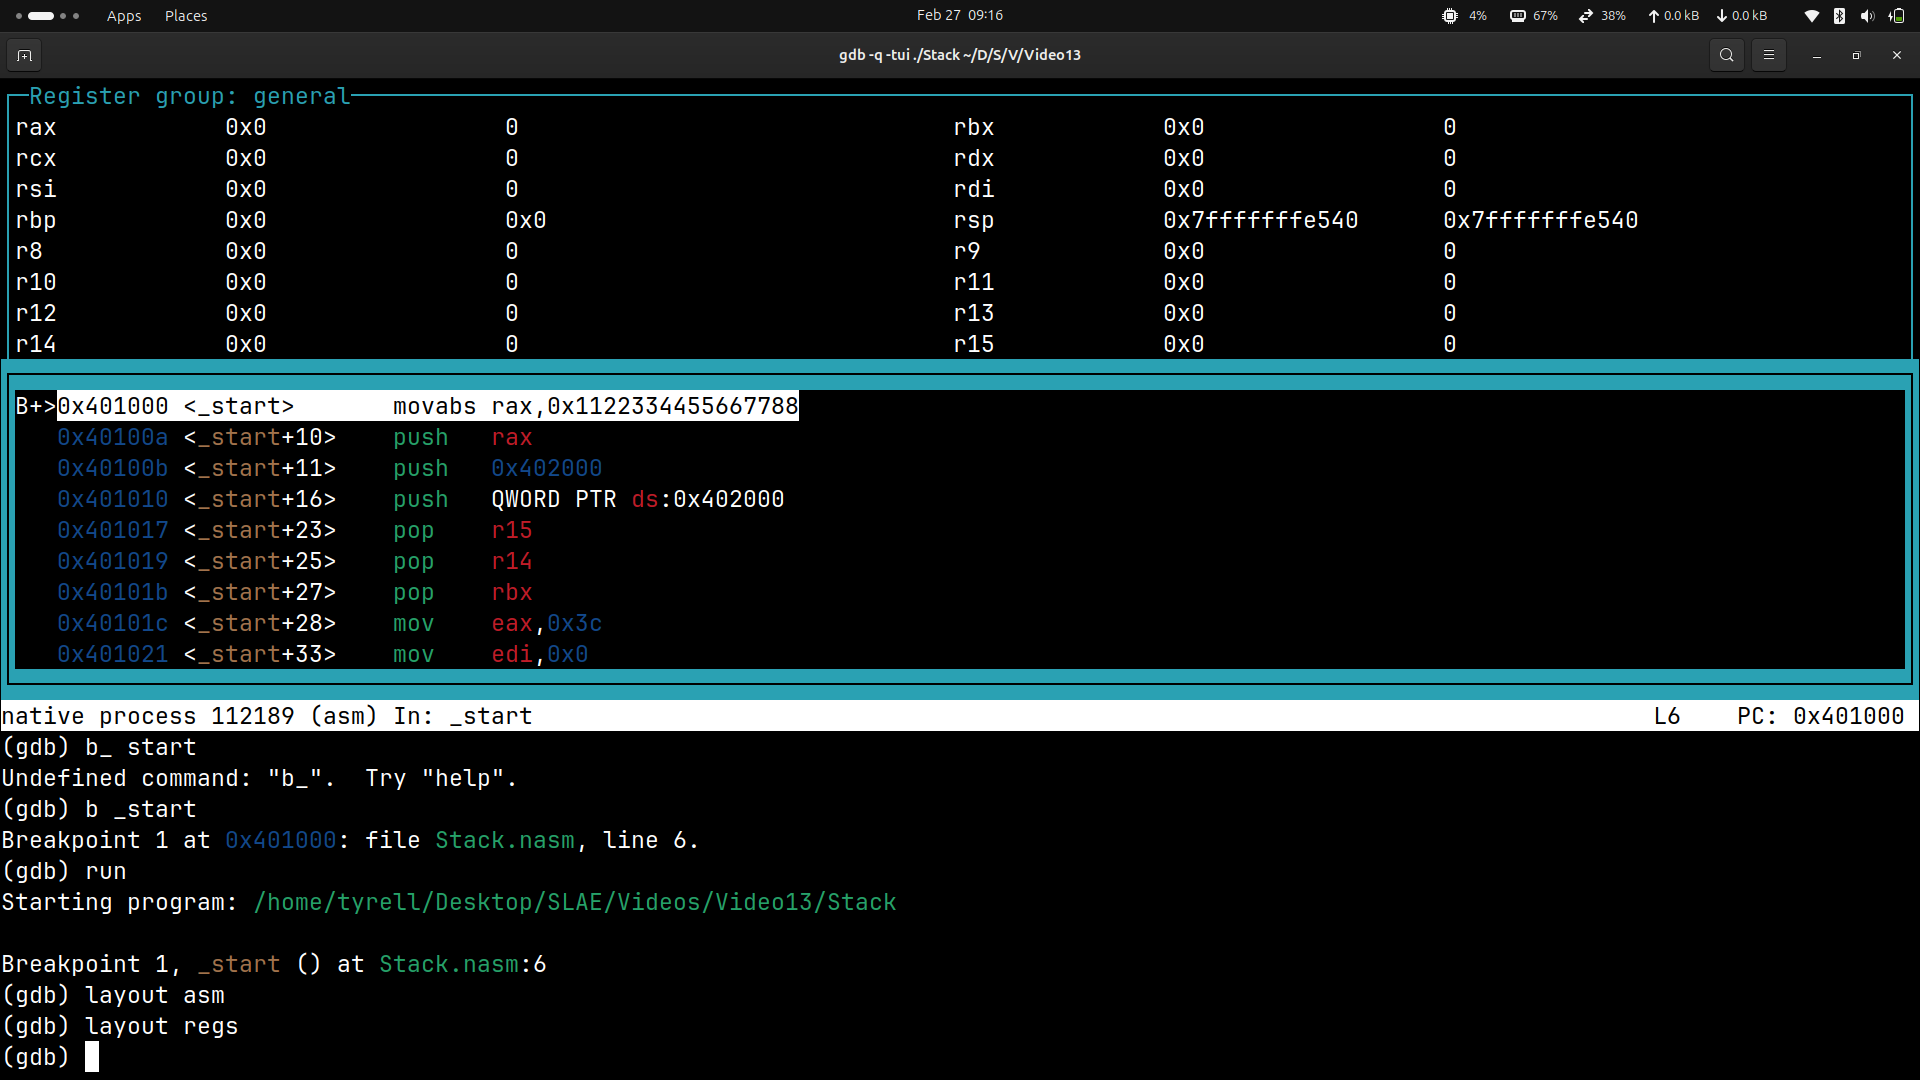 Apps Places Feb 27 09:16 4% 67% 38% 0.0 kB 0.0 kB
gdb -q -tui ./Stack ~/D/S/V/Video13
Register group: general
rax 0x0 0 rbx 0x0 0
rcx 0x0 0 rdx 0x0 0
rsi 0x0 0 rdi 0x0 0
rbp 0x0 0x0 rsp 0x7fffffffe540 0x7fffffffe540
r8 0x0 0 r9 0x0 0
r10 0x0 0 r11 0x0 0
r12 0x0 0 r13 0x0 0
r14 0x0 0 r15 0x0 0
B+>0x401000 <_start> movabs rax,0x1122334455667788
0x40100a <_start+10> push rax
0x40100b <_start+11> push 0x402000
0x401010 <_start+16> push QWORD PTR ds:0x402000
0x401017 <_start+23> pop r15
0x401019 <_start+25> pop r14
0x40101b <_start+27> pop rbx
0x40101c <_start+28> mov eax,0x3c
0x401021 <_start+33> mov edi,0x0
native process 112189 (asm) In: _start L6 PC: 0x401000
(gdb) b_ start
Undefined command: "b_". Try "help".
(gdb) b _start
Breakpoint 1 at 0x401000: file Stack.nasm, line 6.
(gdb) run
Starting program: /home/tyrell/Desktop/SLAE/Videos/Video13/Stack
Breakpoint 1, _start () at Stack.nasm:6
(gdb) layout asm
(gdb) layout regs
(gdb)